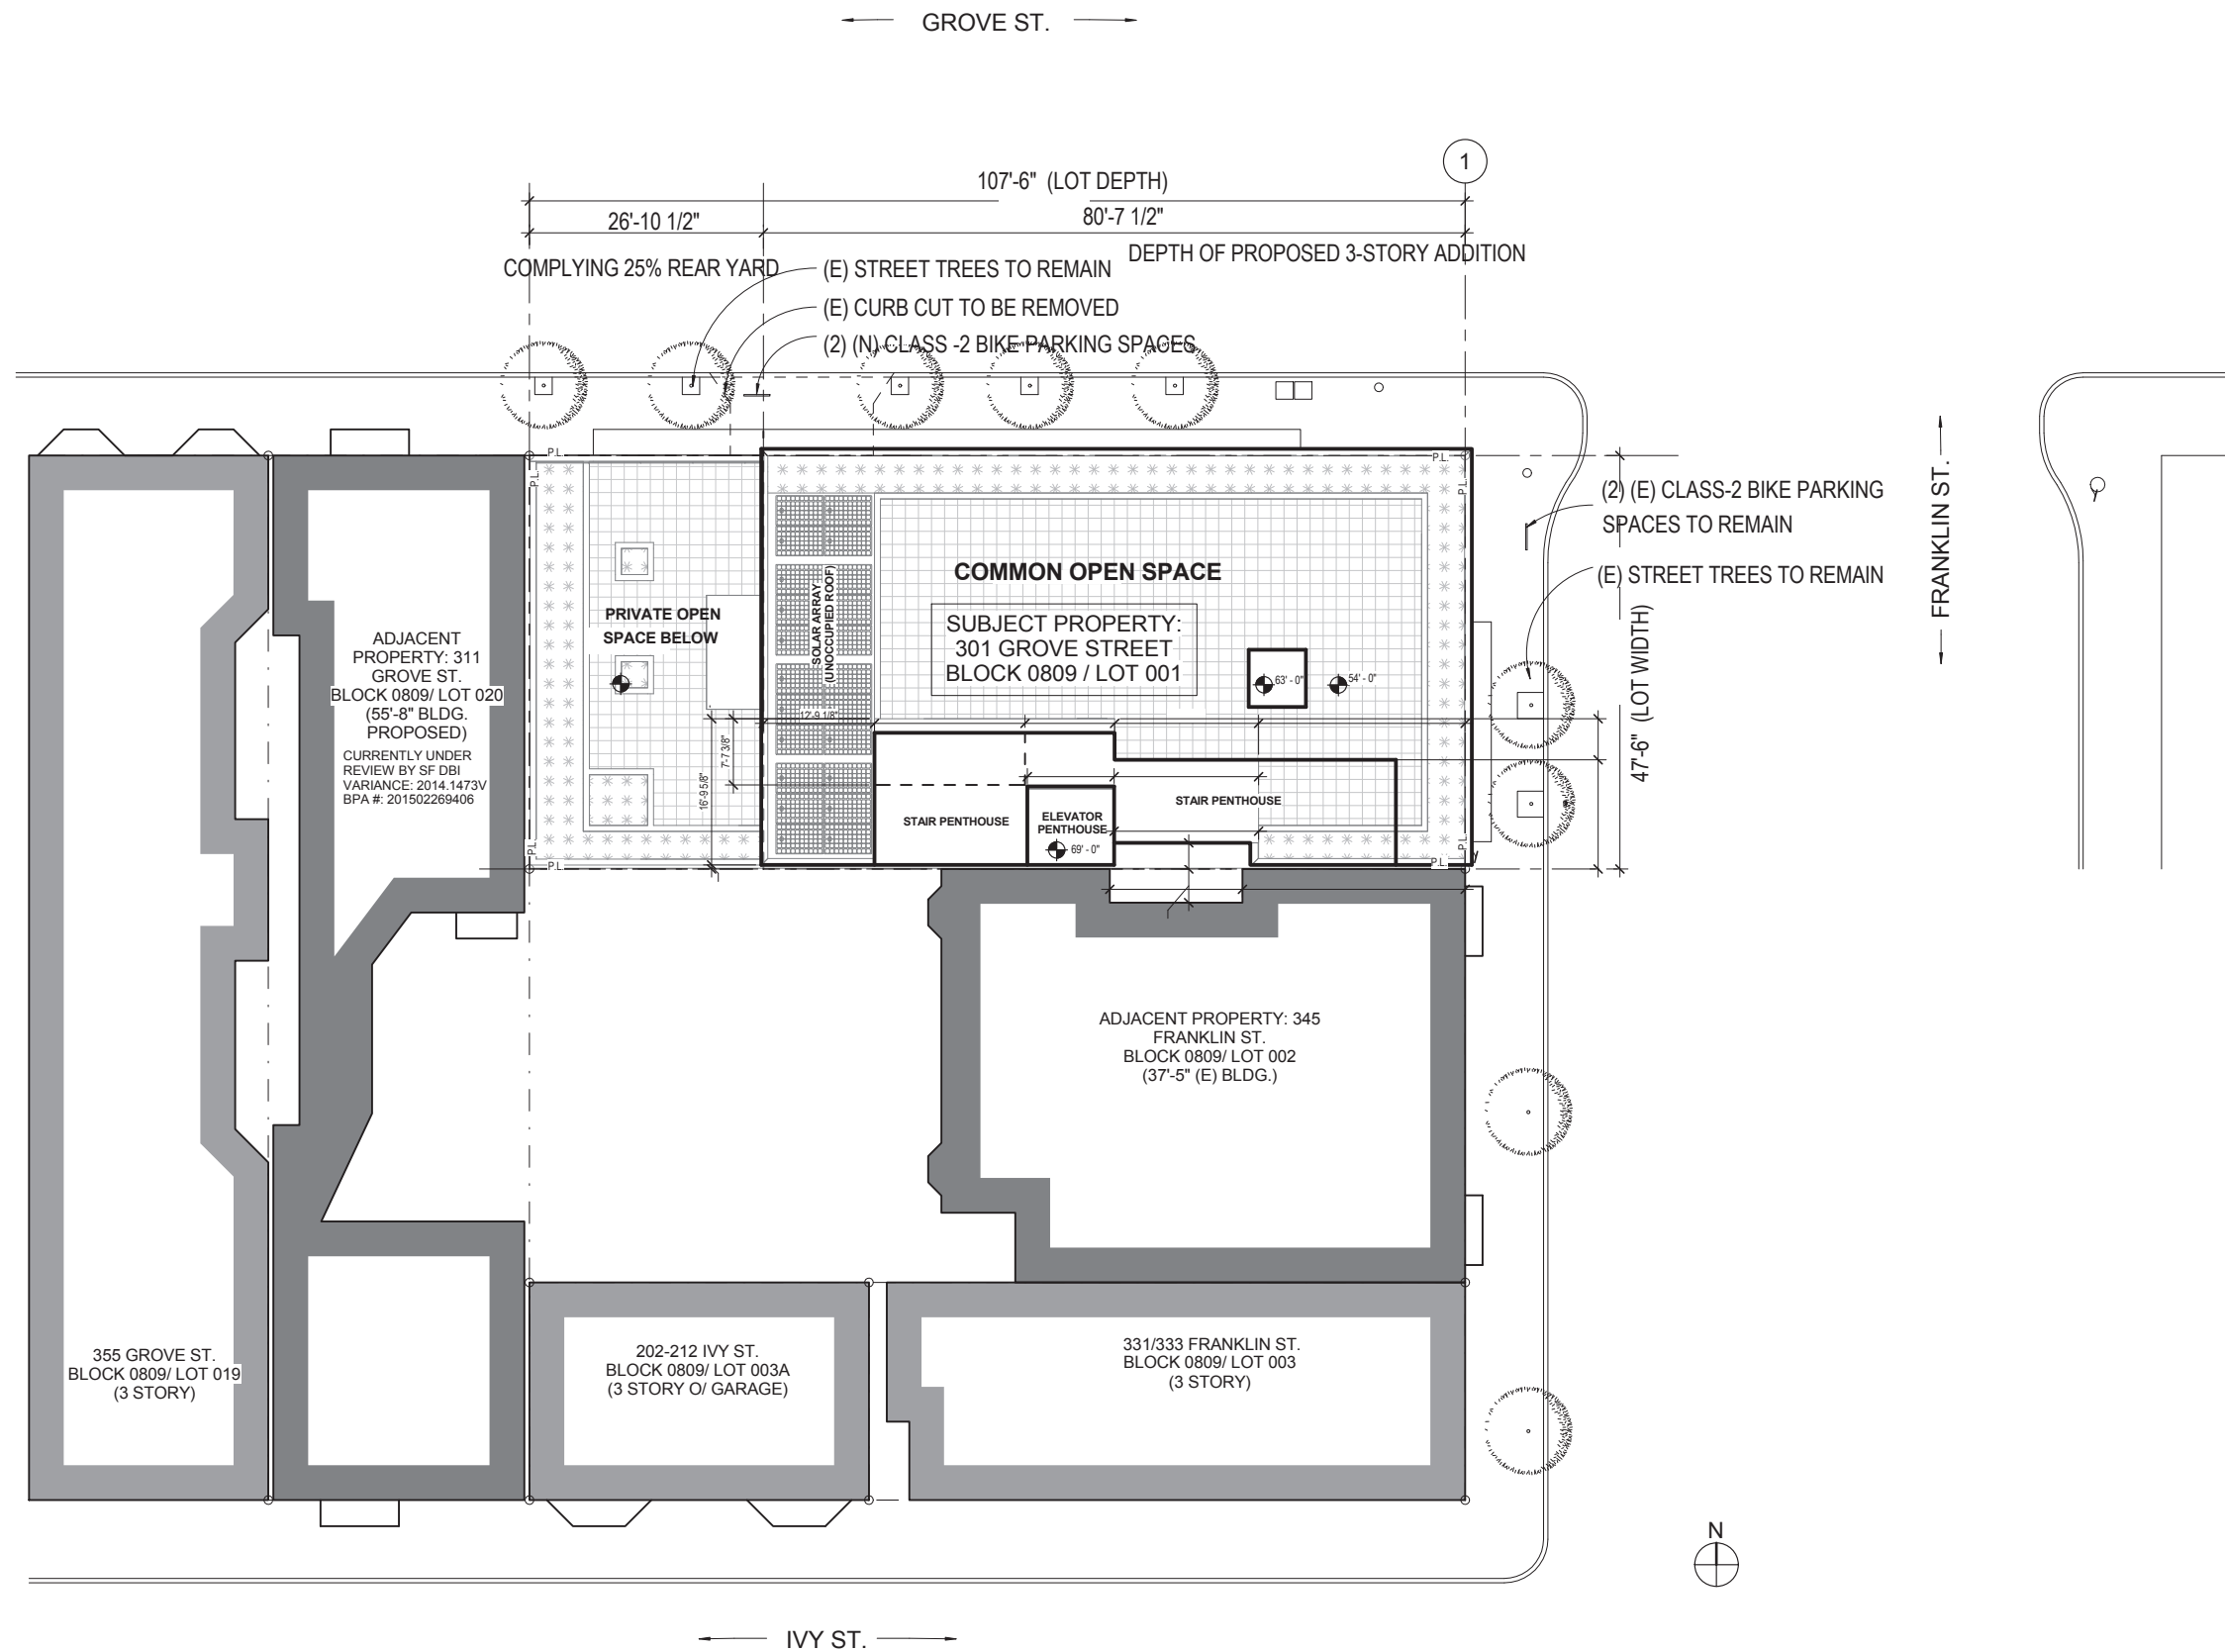 GROVE ST.
1
107'-6" (LOT DEPTH)
26'-10 1/2"
80'-7 1/2"
COMPLYING 25% REAR YARD
DEPTH OF PROPOSED 3-STORY ADDITION
(E) STREET TREES TO REMAIN
(E) CURB CUT TO BE REMOVED
(2) (N) CLASS -2 BIKE PARKING SPACES
P.L.
P.L.
P.L.
P.L.
(2) (E) CLASS-2 BIKE PARKING
SPACES TO REMAIN
(E) STREET TREES TO REMAIN
FRANKLIN ST.
47'-6" (LOT WIDTH)
COMMON OPEN SPACE
SUBJECT PROPERTY:
301 GROVE STREET
BLOCK 0809 / LOT 001
PRIVATE OPEN
SPACE BELOW
SOLAR ARRAY
(UNOCCUPIED ROOF)
63' - 0"
54' - 0"
12'-9 1/8"
7'-7 3/8"
16'-9 5/8"
STAIR PENTHOUSE
STAIR PENTHOUSE
ELEVATOR
PENTHOUSE
69' - 0"
P.L.
P.L.
P.L.
P.L.
ADJACENT
PROPERTY: 311
GROVE ST.
BLOCK 0809/ LOT 020
(55'-8" BLDG.
PROPOSED)
CURRENTLY UNDER
REVIEW BY SF DBI
VARIANCE: 2014.1473V
BPA #: 201502269406
ADJACENT PROPERTY: 345
FRANKLIN ST.
BLOCK 0809/ LOT 002
(37'-5" (E) BLDG.)
355 GROVE ST.
BLOCK 0809/ LOT 019
(3 STORY)
202-212 IVY ST.
BLOCK 0809/ LOT 003A
(3 STORY O/ GARAGE)
331/333 FRANKLIN ST.
BLOCK 0809/ LOT 003
(3 STORY)
N
IVY ST.